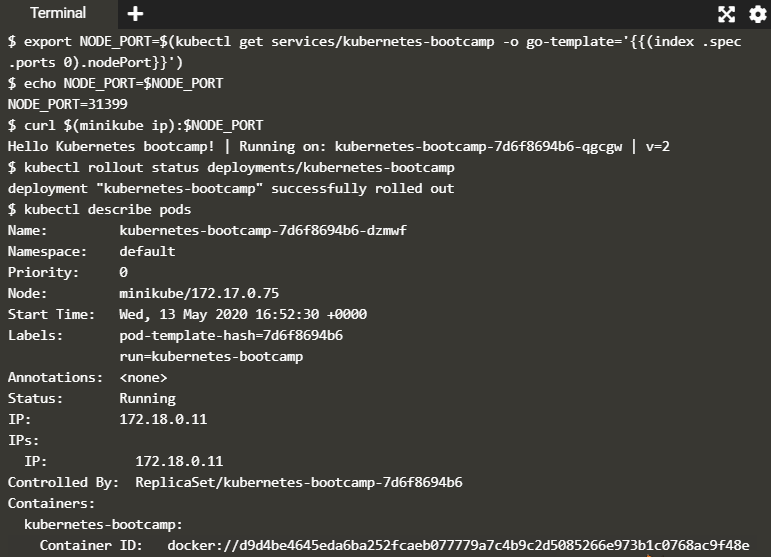 Terminal
$ export NODE_PORT=$(kubectl get services/kubernetes-bootcamp -o go-template='{{(index .spec
.ports 0).nodePort}}')
$ echo NODE_PORT=$NODE_PORT
NODE_PORT=31399
$ curl $(minikube ip):$NODE_PORT
Hello Kubernetes bootcamp! | Running on: kubernetes-bootcamp-7d6f8694b6-qgcgw | v=2
$ kubectl rollout status deployments/kubernetes-bootcamp
deployment "kubernetes-bootcamp" successfully rolled out
$ kubectl describe pods
Name:         kubernetes-bootcamp-7d6f8694b6-dzmwf
Namespace:    default
Priority:     0
Node:         minikube/172.17.0.75
Start Time:   Wed, 13 May 2020 16:52:30 +0000
Labels:       pod-template-hash=7d6f8694b6
              run=kubernetes-bootcamp
Annotations:  <none>
Status:       Running
IP:           172.18.0.11
IPs:
  IP:           172.18.0.11
Controlled By:  ReplicaSet/kubernetes-bootcamp-7d6f8694b6
Containers:
  kubernetes-bootcamp:
    Container ID:   docker://d9d4be4645eda6ba252fcaeb077779a7c4b9c2d5085266e973b1c0768ac9f48e